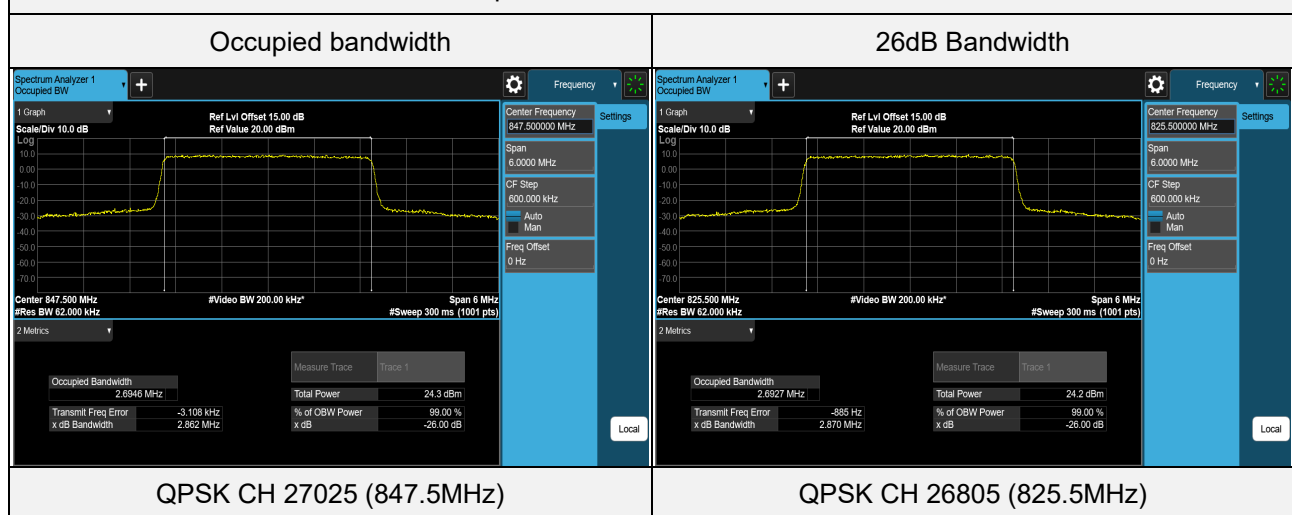 Occupied bandwidth
26dB Bandwidth
Spectrum Analyzer 1
Occupied BW
+
Frequency
1 Graph
Scale/Div 10.0 dB
Ref Lvl Offset 15.00 dB
Ref Value 20.00 dBm
Log
10.0
0.00
-10.0
-20.0
-30.0
-40.0
-50.0
-60.0
-70.0
Center 847.500 MHz
#Video BW 200.00 kHz*
Span 6 MHz
#Res BW 62.000 kHz
#Sweep 300 ms (1001 pts)
Center Frequency
847.500000 MHz
Settings
Span
6.0000 MHz
CF Step
600.000 kHz
Auto
Man
Freq Offset
0 Hz
2 Metrics
Measure Trace Trace 1
Occupied Bandwidth
2.6946 MHz
Total Power 24.3 dBm
Transmit Freq Error -3.108 kHz
% of OBW Power 99.00 %
x dB Bandwidth 2.862 MHz
x dB -26.00 dB
Local
Spectrum Analyzer 1
Occupied BW
+
Frequency
1 Graph
Scale/Div 10.0 dB
Ref Lvl Offset 15.00 dB
Ref Value 20.00 dBm
Log
10.0
0.00
-10.0
-20.0
-30.0
-40.0
-50.0
-60.0
-70.0
Center 825.500 MHz
#Video BW 200.00 kHz*
Span 6 MHz
#Res BW 62.000 kHz
#Sweep 300 ms (1001 pts)
Center Frequency
825.500000 MHz
Settings
Span
6.0000 MHz
CF Step
600.000 kHz
Auto
Man
Freq Offset
0 Hz
2 Metrics
Measure Trace Trace 1
Occupied Bandwidth
2.6927 MHz
Total Power 24.2 dBm
Transmit Freq Error -885 Hz
% of OBW Power 99.00 %
x dB Bandwidth 2.870 MHz
x dB -26.00 dB
Local
QPSK CH 27025 (847.5MHz)
QPSK CH 26805 (825.5MHz)